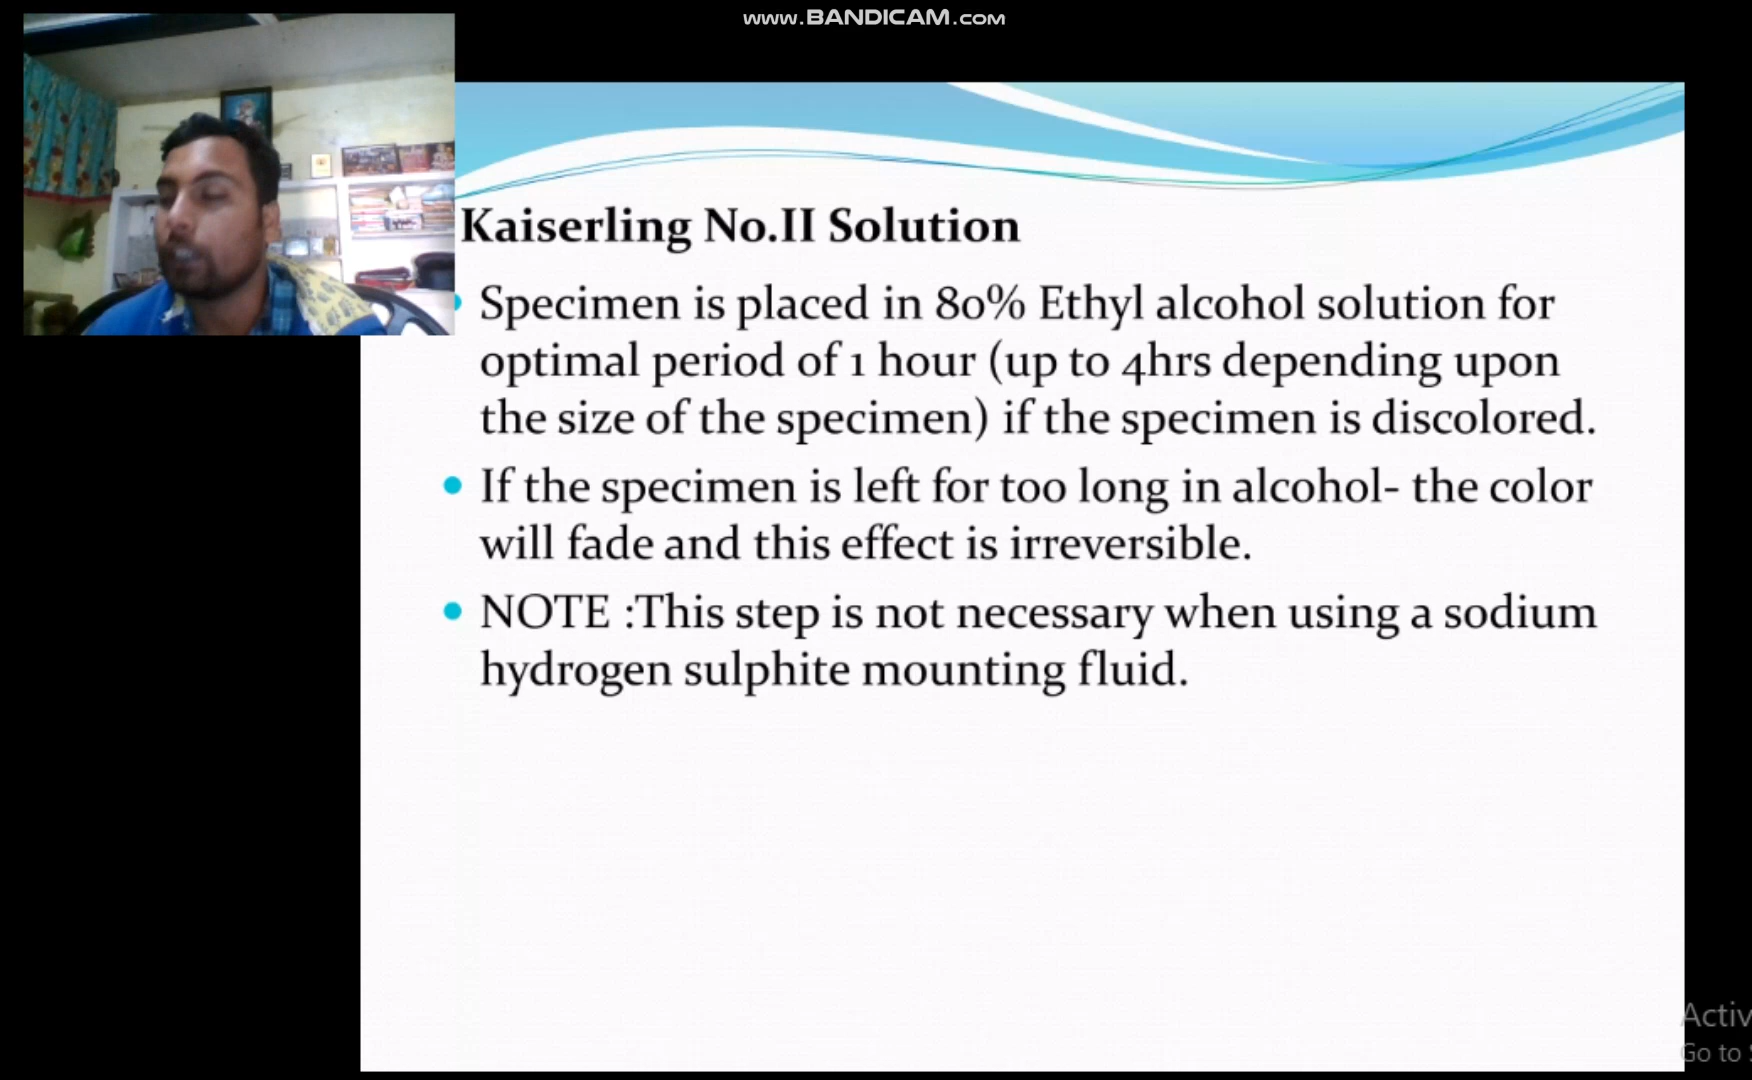 www.BANDICAM.com
Kaiserling No.II Solution
Specimen is placed in 80% Ethyl alcohol solution for
optimal period of 1 hour (up to 4hrs depending upon
the size of the specimen) if the specimen is discolored.
If the specimen is left for too long in alcohol- the color
will fade and this effect is irreversible.
NOTE :This step is not necessary when using a sodium
hydrogen sulphite mounting fluid.
Activ
Go to